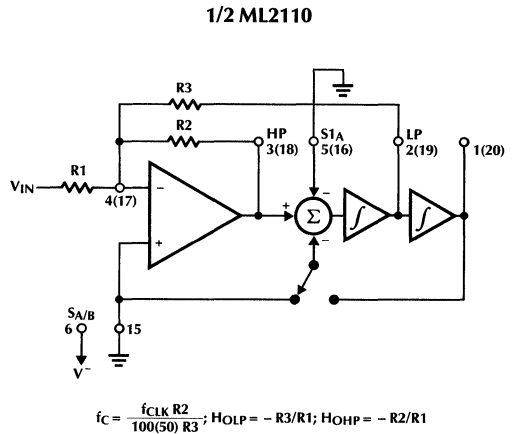 1/2 ML2110
R3
R2
HP
3(18)
S1A
5(16)
LP
2(19)
1(20)
R1
VIN
4(17)
−
+
+
Σ
−
−
∫
∫
SA/B
6
15
V−
fC = fCLK R2 / 100(50) R3 ; HOLP = − R3/R1; HOHP = − R2/R1